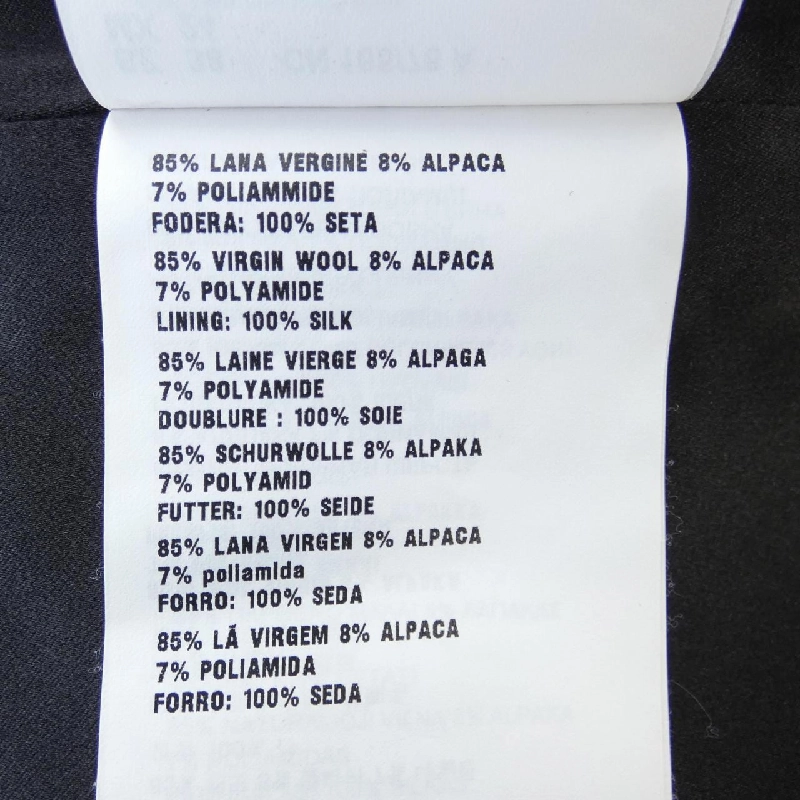 85% LANA VERGINE 8% ALPACA
7% POLIAMMIDE
FODERA: 100% SETA
85% VIRGIN WOOL 8% ALPACA
7% POLYAMIDE
LINING: 100% SILK
85% LAINE VIERGE 8% ALPAGA
7% POLYAMIDE
DOUBLURE : 100% SOIE
85% SCHURWOLLE 8% ALPAKA
7% POLYAMID
FUTTER: 100% SEIDE
85% LANA VIRGEN 8% ALPACA
7% poliamida
FORRO: 100% SEDA
85% LÃ VIRGEM 8% ALPACA
7% POLIAMIDA
FORRO: 100% SEDA